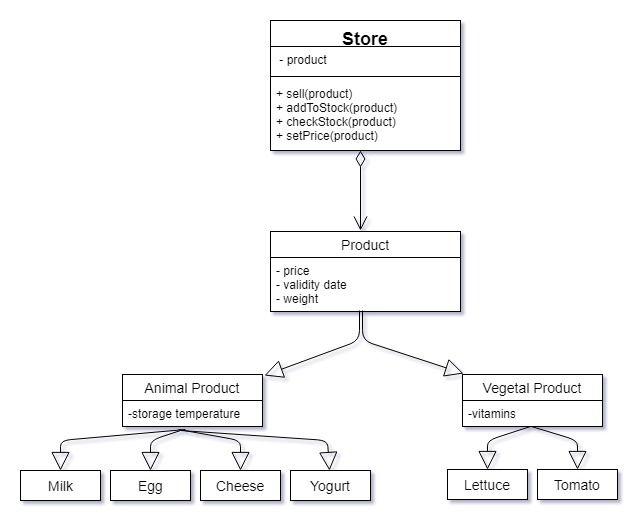 Store
- product
+ sell(product)
+ addToStock(product)
+ checkStock(product)
+ setPrice(product)
Product
- price
- validity date
- weight
Animal Product
-storage temperature
Vegetal Product
-vitamins
Milk
Egg
Cheese
Yogurt
Lettuce
Tomato